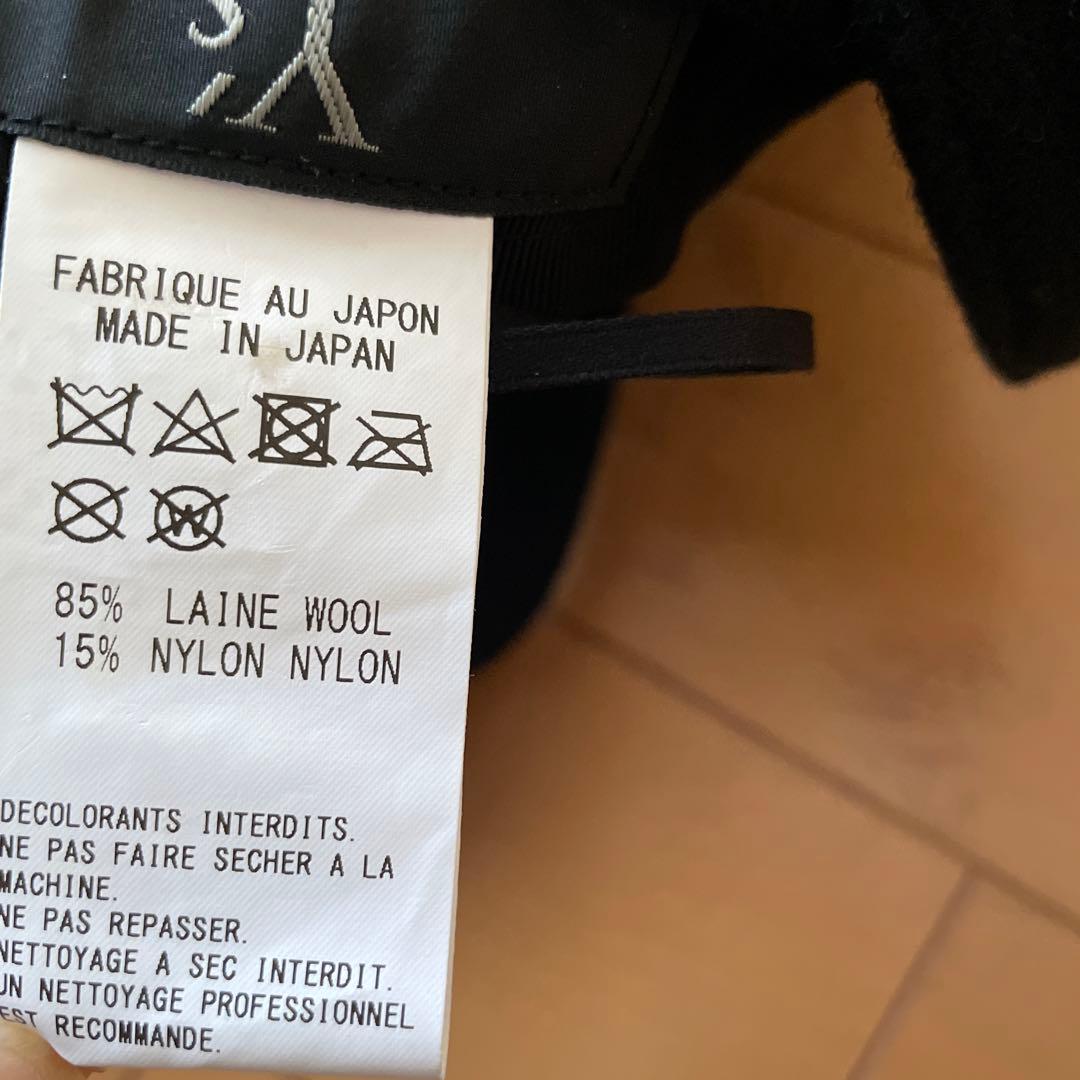 Y's
FABRIQUE AU JAPON
MADE IN JAPAN
W
85% LAINE WOOL
15% NYLON NYLON
DECOLORANTS INTERDITS.
NE PAS FAIRE SECHER A LA
MACHINE.
NE PAS REPASSER.
NETTOYAGE A SEC INTERDIT.
UN NETTOYAGE PROFESSIONNEL
EST RECOMMANDE.